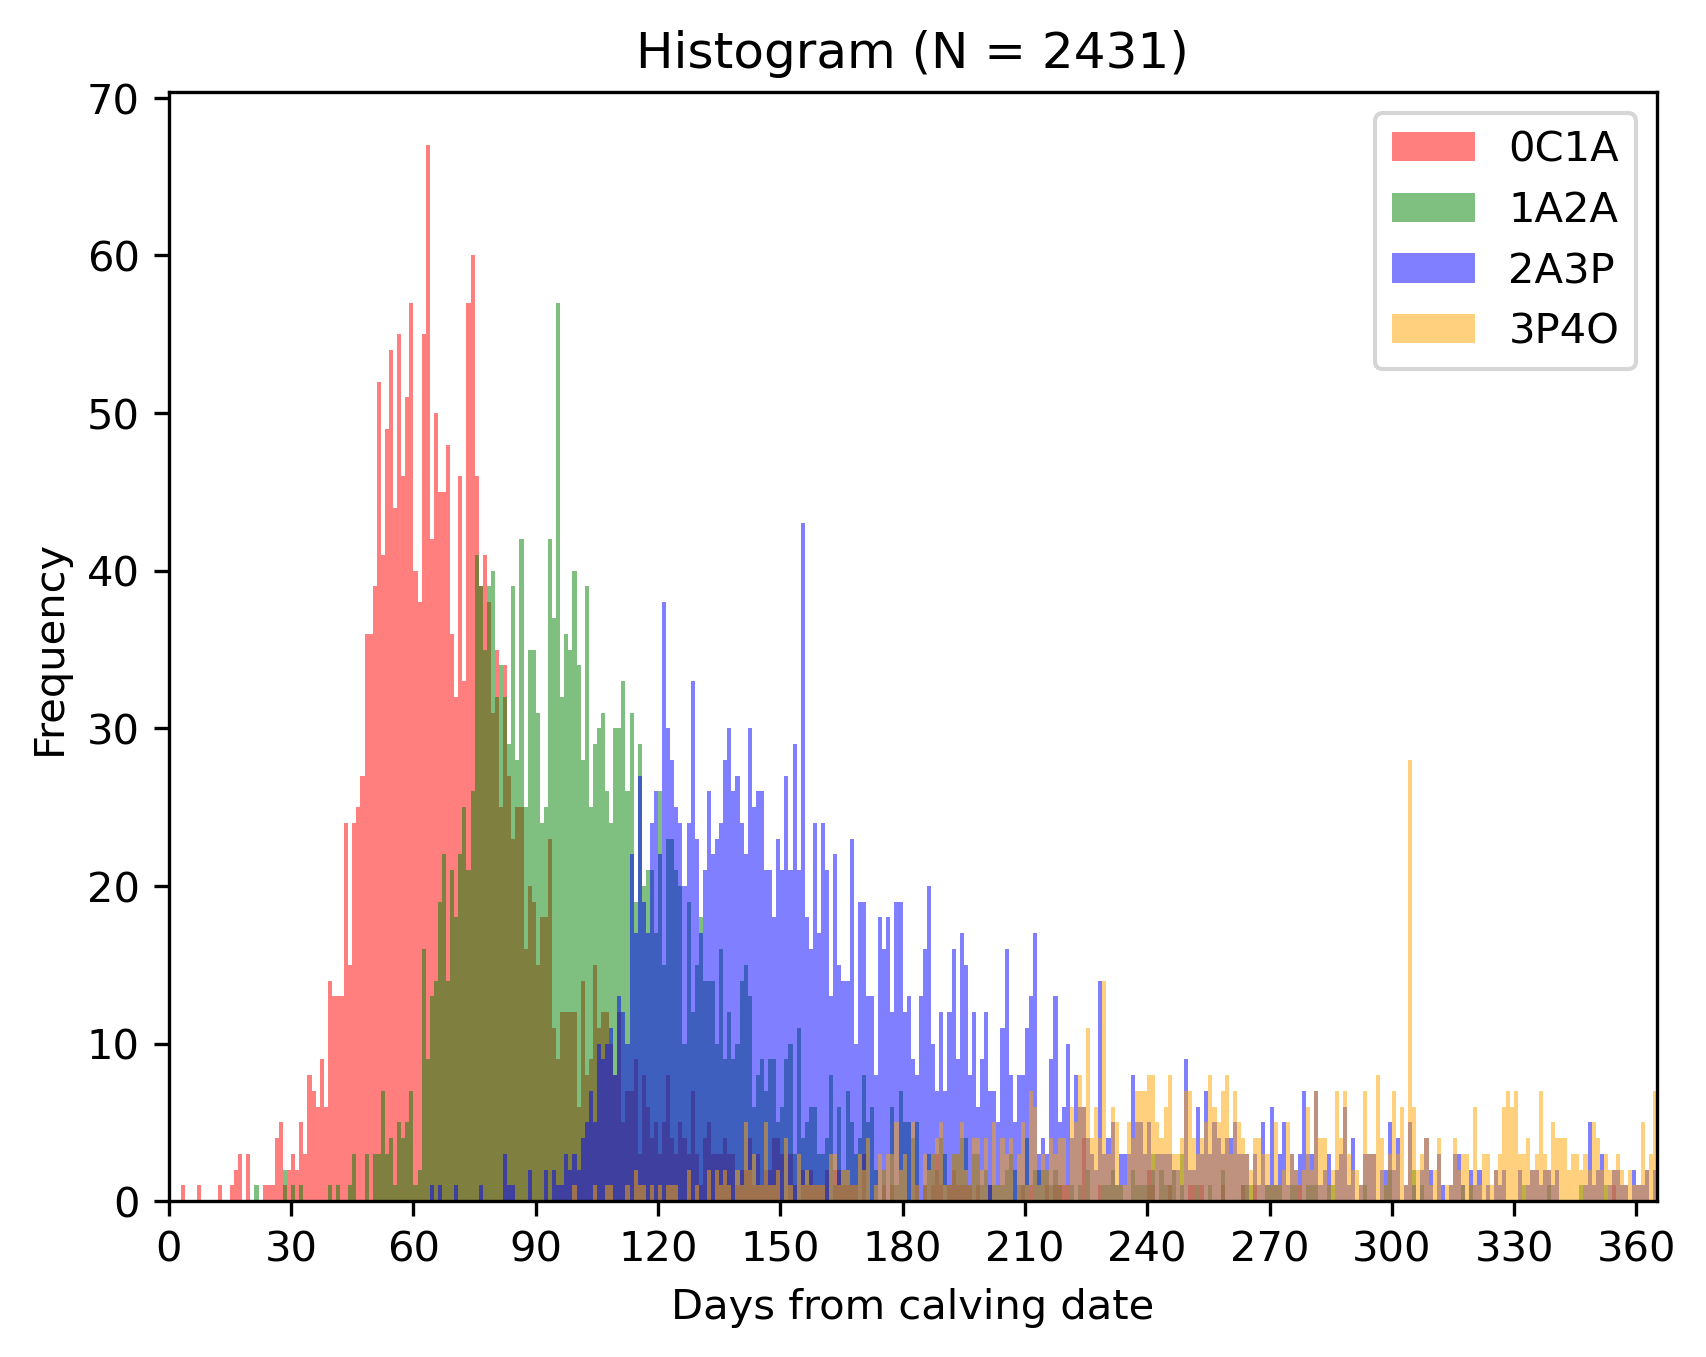 Histogram (N = 2431)
70
60
50
40
30
20
10
0
Frequency
0C1A
1A2A
2A3P
3P4O
0 30 60 90 120 150 180 210 240 270 300 330 360
Days from calving date